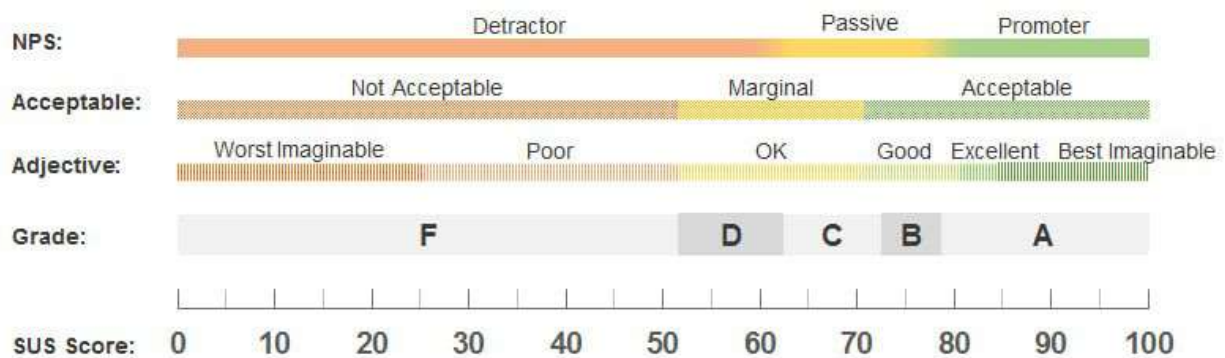 NPS: Detractor Passive Promoter
Acceptable: Not Acceptable Marginal Acceptable
Adjective: Worst Imaginable Poor OK Good Excellent Best Imaginable
Grade: F D C B A
SUS Score: 0 10 20 30 40 50 60 70 80 90 100